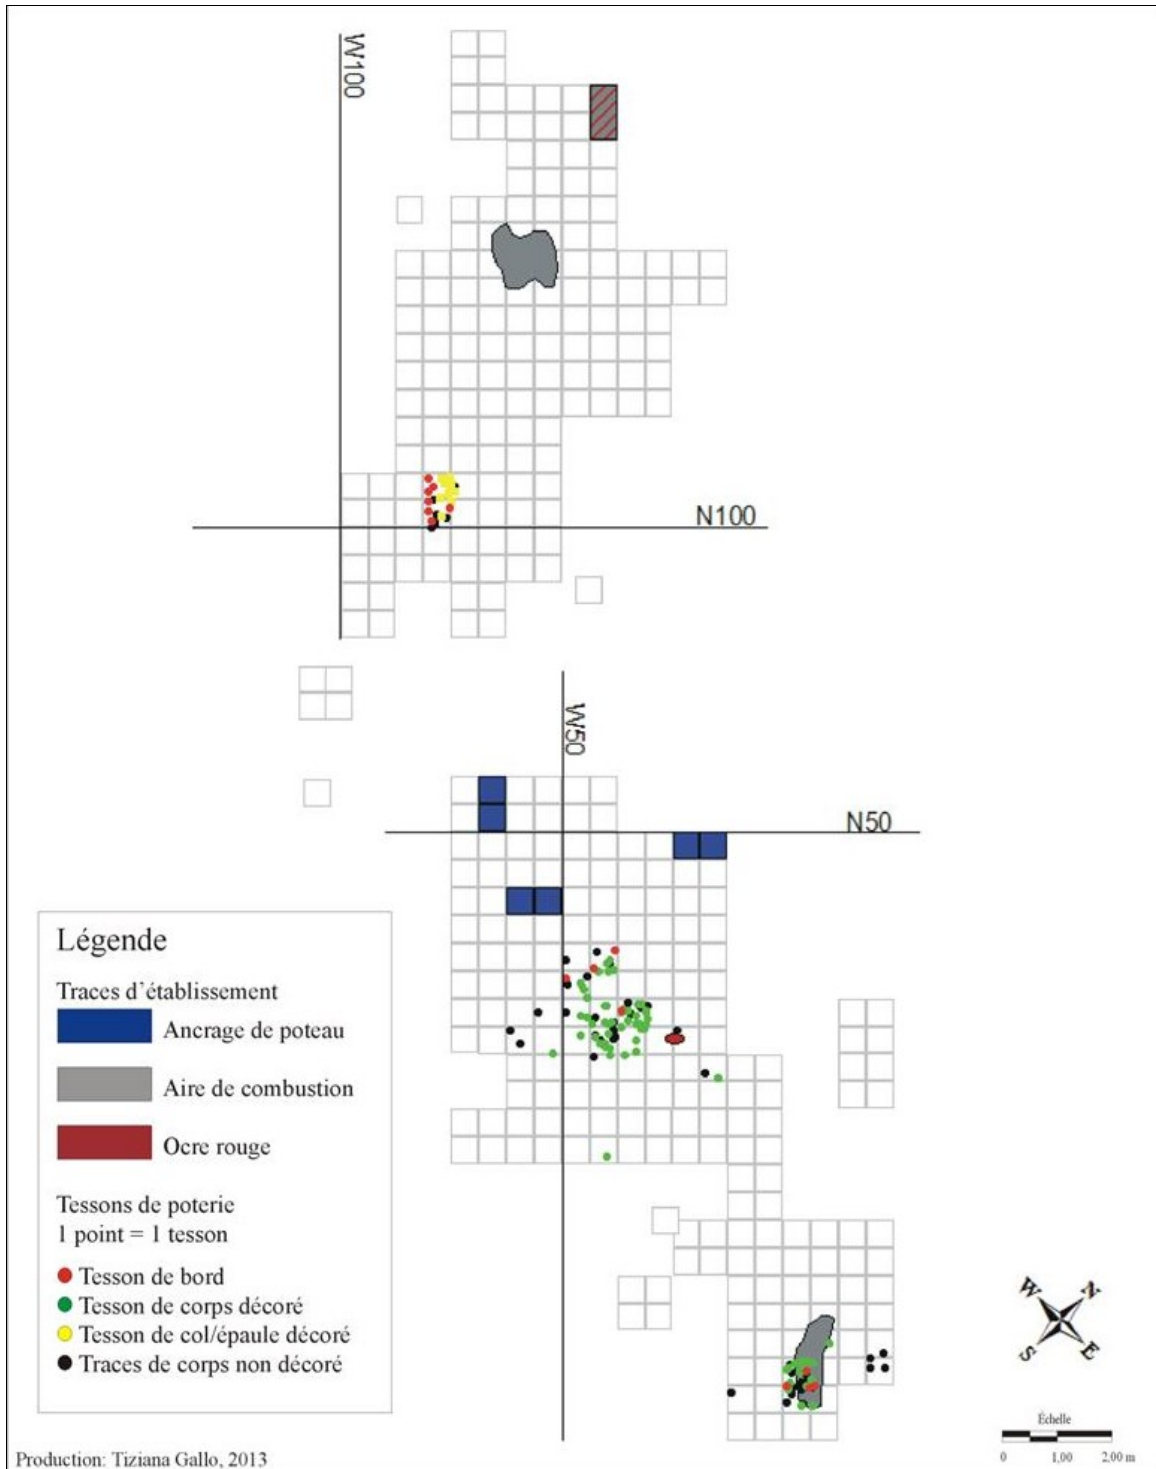 W100
N100
W50
N50
Légende
Traces d'établissement
Ancrage de poteau
Aire de combustion
Ocre rouge
Tessons de poterie
1 point = 1 tesson
Tesson de bord
Tesson de corps décoré
Tesson de col/épaule décoré
Traces de corps non décoré
W N
S E
Échelle
0 1,00 2,00 m
Production: Tiziana Gallo, 2013